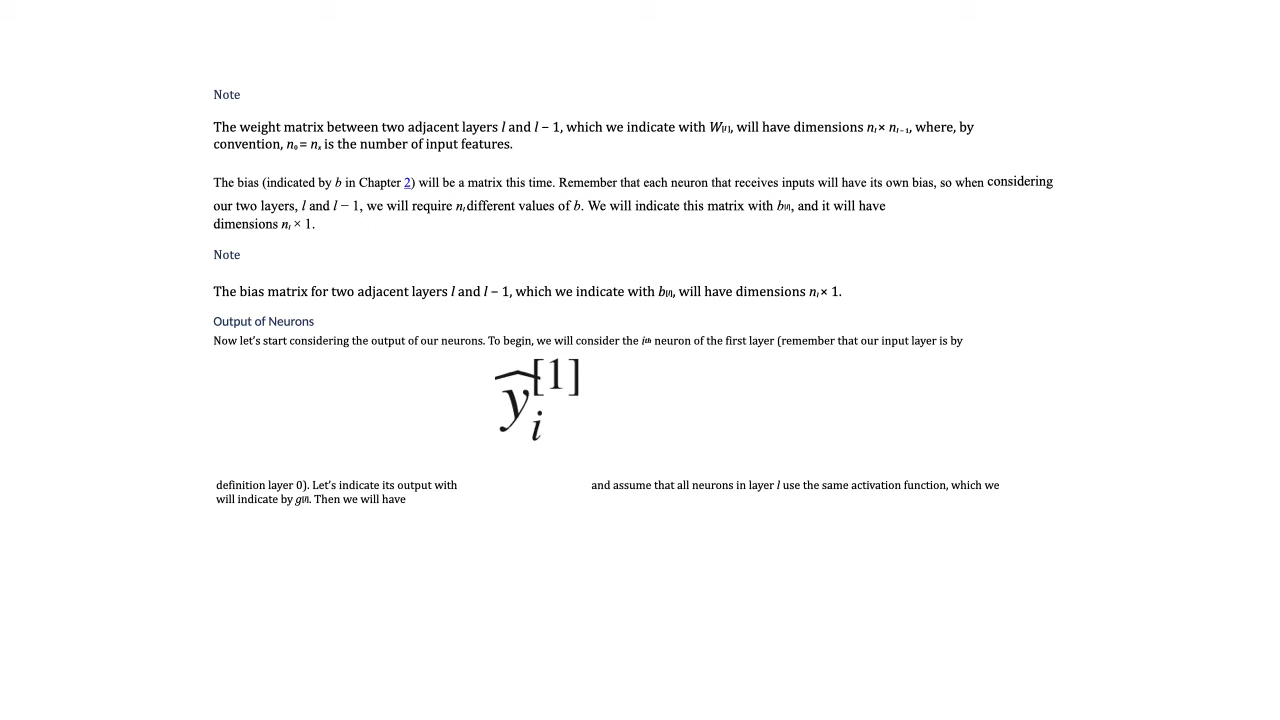 Note
The weight matrix between two adjacent layers l and l − 1, which we indicate with W[l], will have dimensions nl × nl − 1, where, by
convention, n0 = nx is the number of input features.
The bias (indicated by b in Chapter 2) will be a matrix this time. Remember that each neuron that receives inputs will have its own bias, so when considering
our two layers, l and l − 1, we will require nl different values of b. We will indicate this matrix with b[l], and it will have
dimensions nl × 1.
Note
The bias matrix for two adjacent layers l and l − 1, which we indicate with b[l], will have dimensions nl × 1.
Output of Neurons
Now let’s start considering the output of our neurons. To begin, we will consider the ith neuron of the first layer (remember that our input layer is by
ŷi[1]
definition layer 0). Let’s indicate its output with and assume that all neurons in layer l use the same activation function, which we
will indicate by g[l]. Then we will have